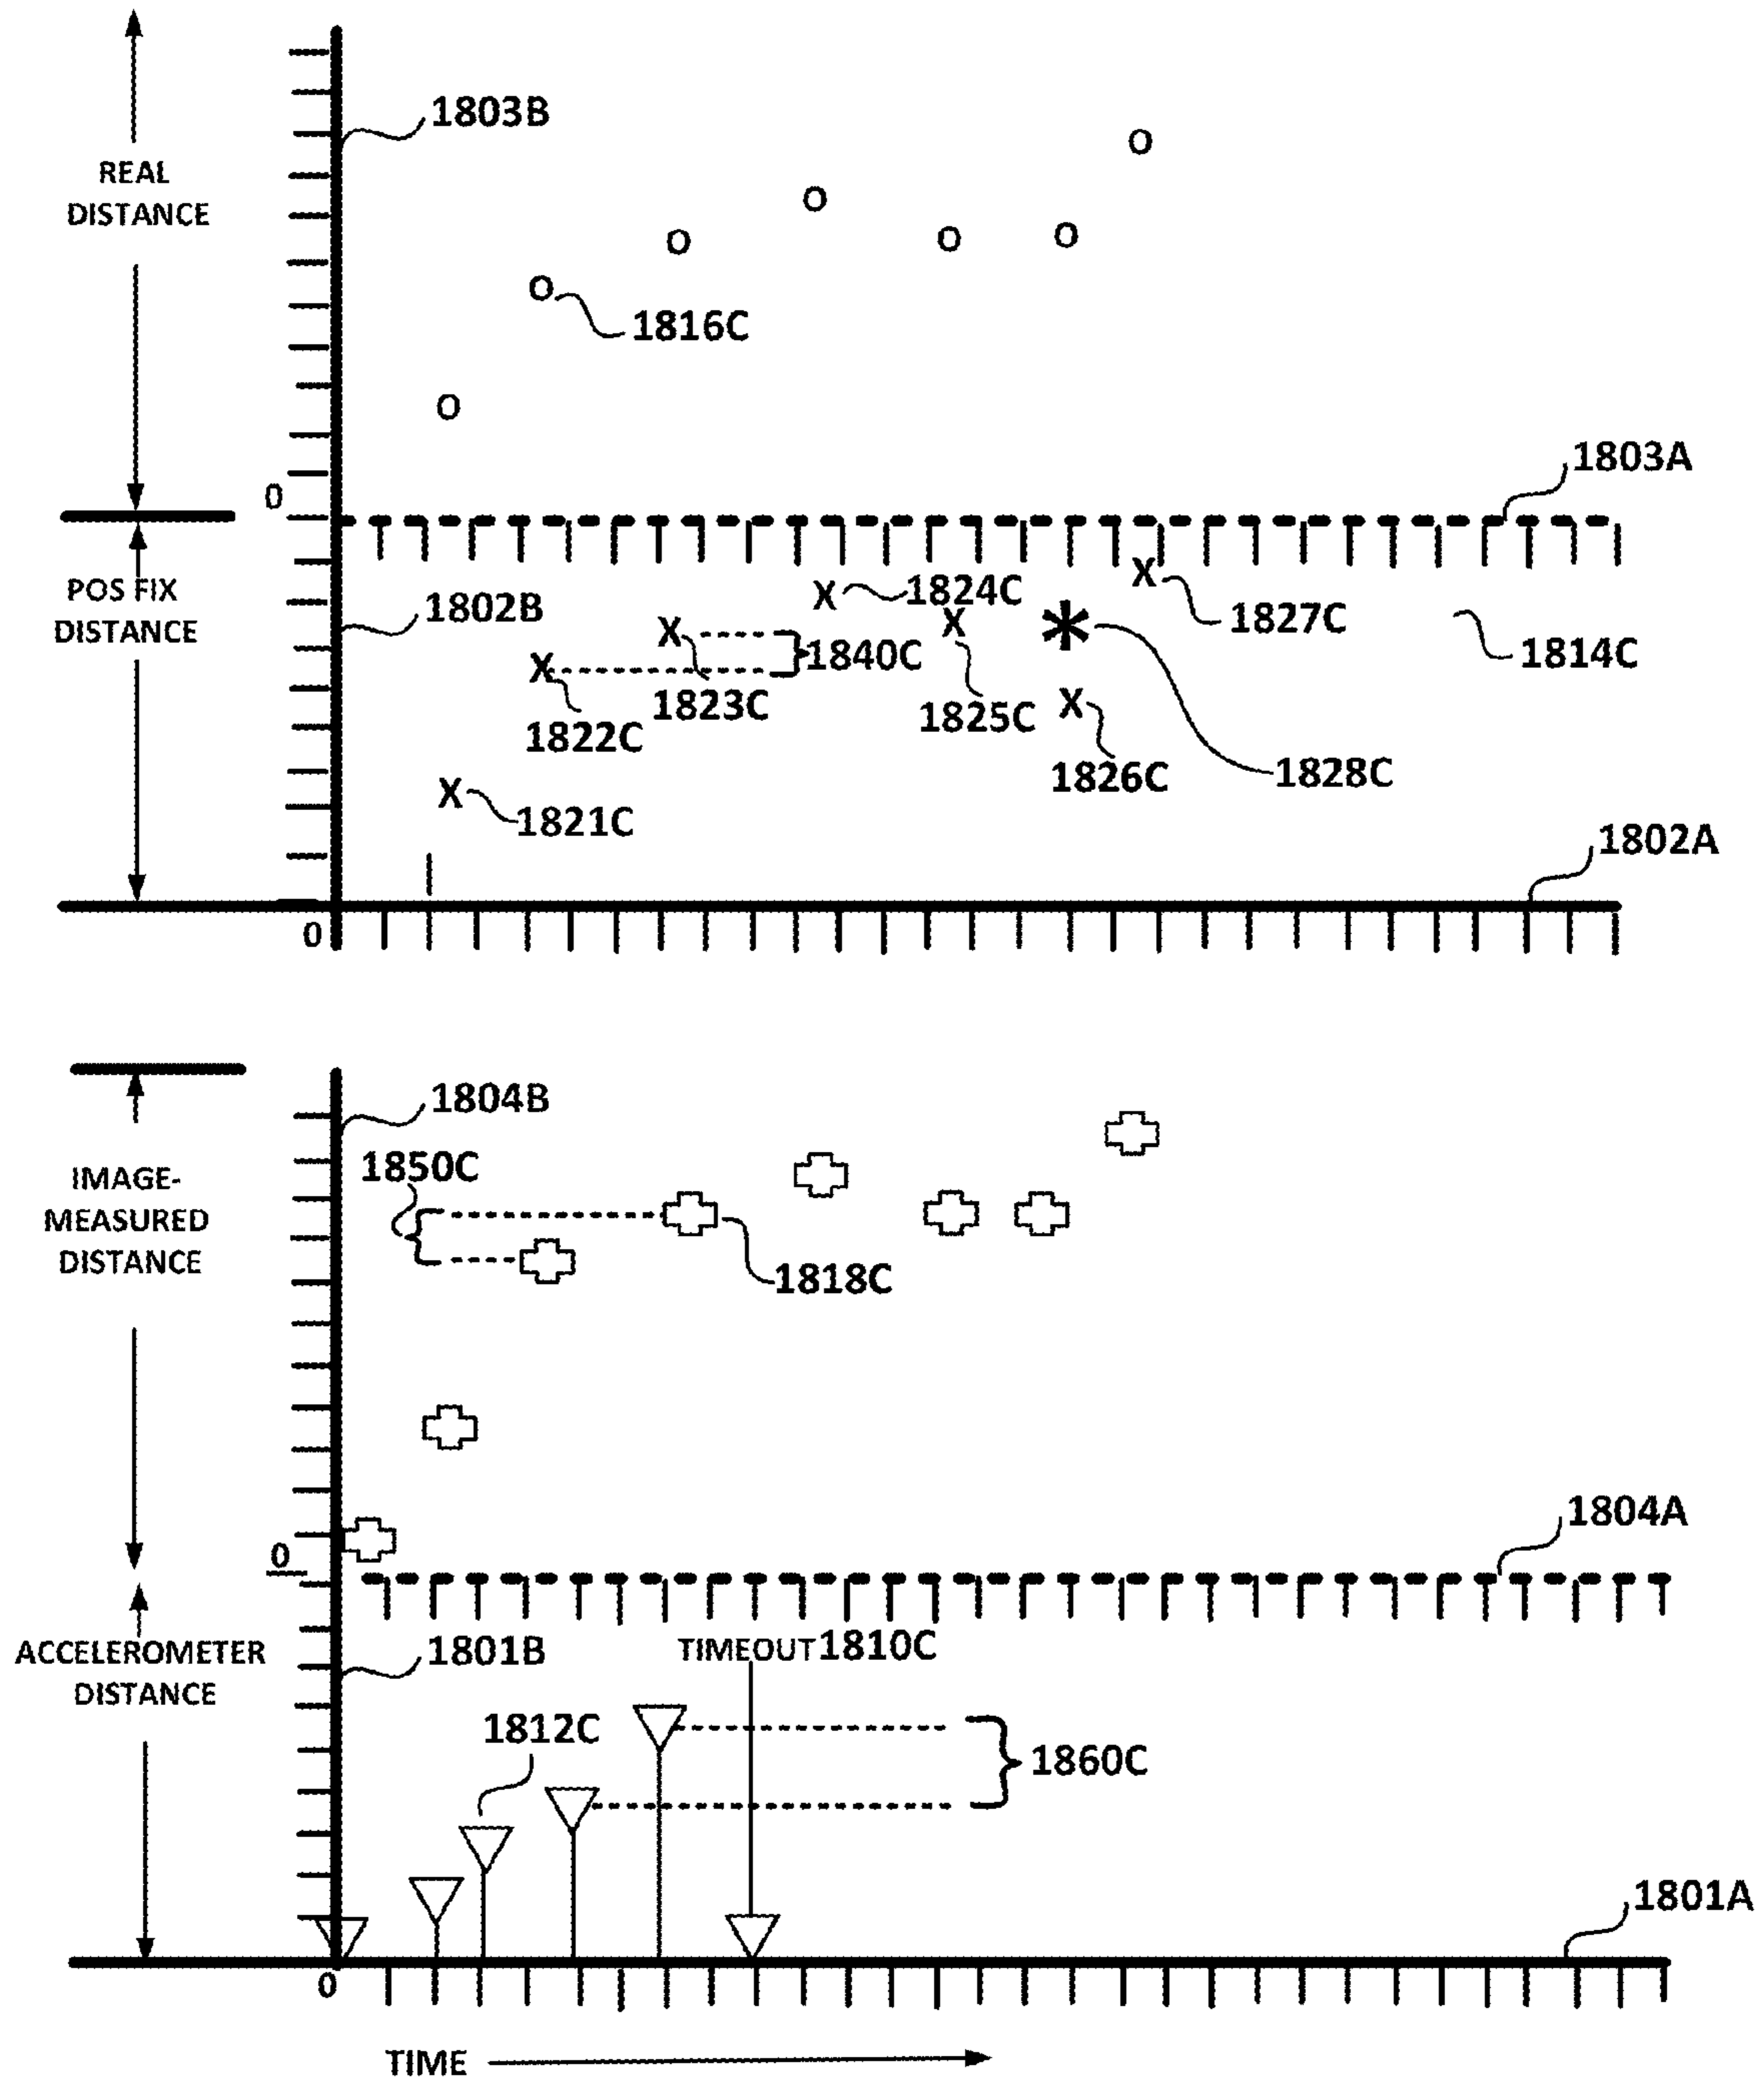 1803B
REAL
DISTANCE
1816C
1803A
0
POS FIX
DISTANCE
1802B
1824C
1827C
1814C
1840C
1823C
1825C
1822C
1826C
1828C
1821C
1802A
0
1804B
IMAGE-
MEASURED
DISTANCE
1850C
1818C
1804A
0
ACCELEROMETER
DISTANCE
1801B
TIMEOUT 1810C
1812C
1860C
1801A
0
TIME